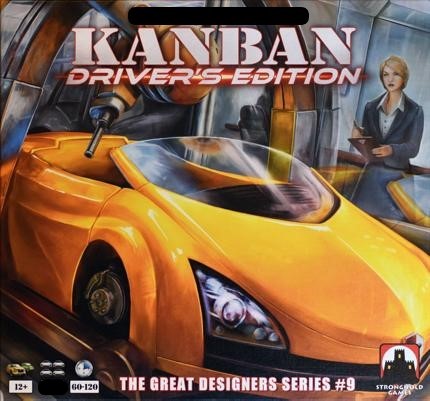 KANBAN
DRIVER'S EDITION
12+
60-120
THE GREAT DESIGNERS SERIES #9
STRONGHOLD
GAMES